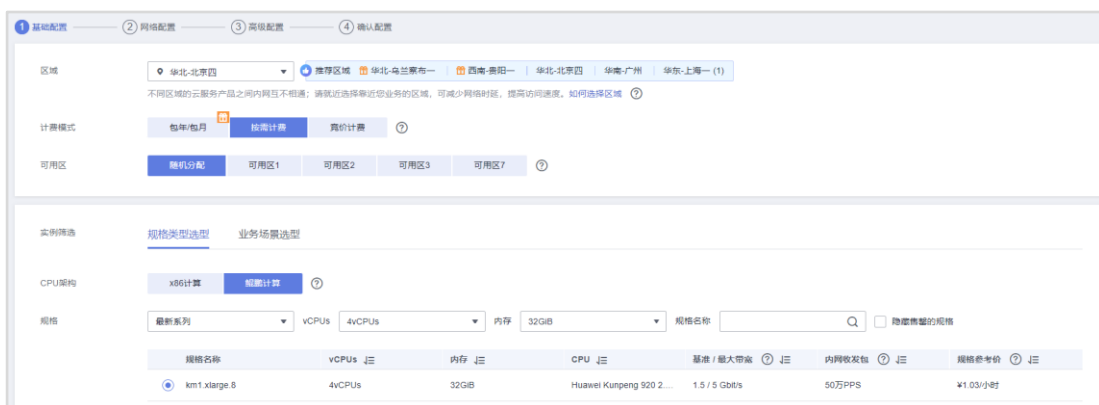 1 基础配置 2 网络配置 3 高级配置 4 确认配置
区域 华北-北京四 推荐区域 华北-乌兰察布一 西南-贵阳一 华北-北京四 华南-广州 华东-上海一 (1)
不同区域的云服务产品之间内网互不相通；请就近选择靠近您业务的区域，可减少网络时延，提高访问速度。如何选择区域 ?
计费模式 包年/包月 按需计费 竞价计费 ?
可用区 随机分配 可用区1 可用区2 可用区3 可用区7 ?
实例筛选 规格类型选型 业务场景选型
CPU架构 x86计算 鲲鹏计算 ?
规格 最新系列 vCPUs 4vCPUs 内存 32GiB 规格名称 隐藏售罄的规格
规格名称 vCPUs 内存 CPU 基准 / 最大带宽 ? 内网收发包 ? 规格参考价 ?
km1.xlarge.8 4vCPUs 32GiB Huawei Kunpeng 920 2.... 1.5 / 5 Gbit/s 50万PPS ¥1.03/小时